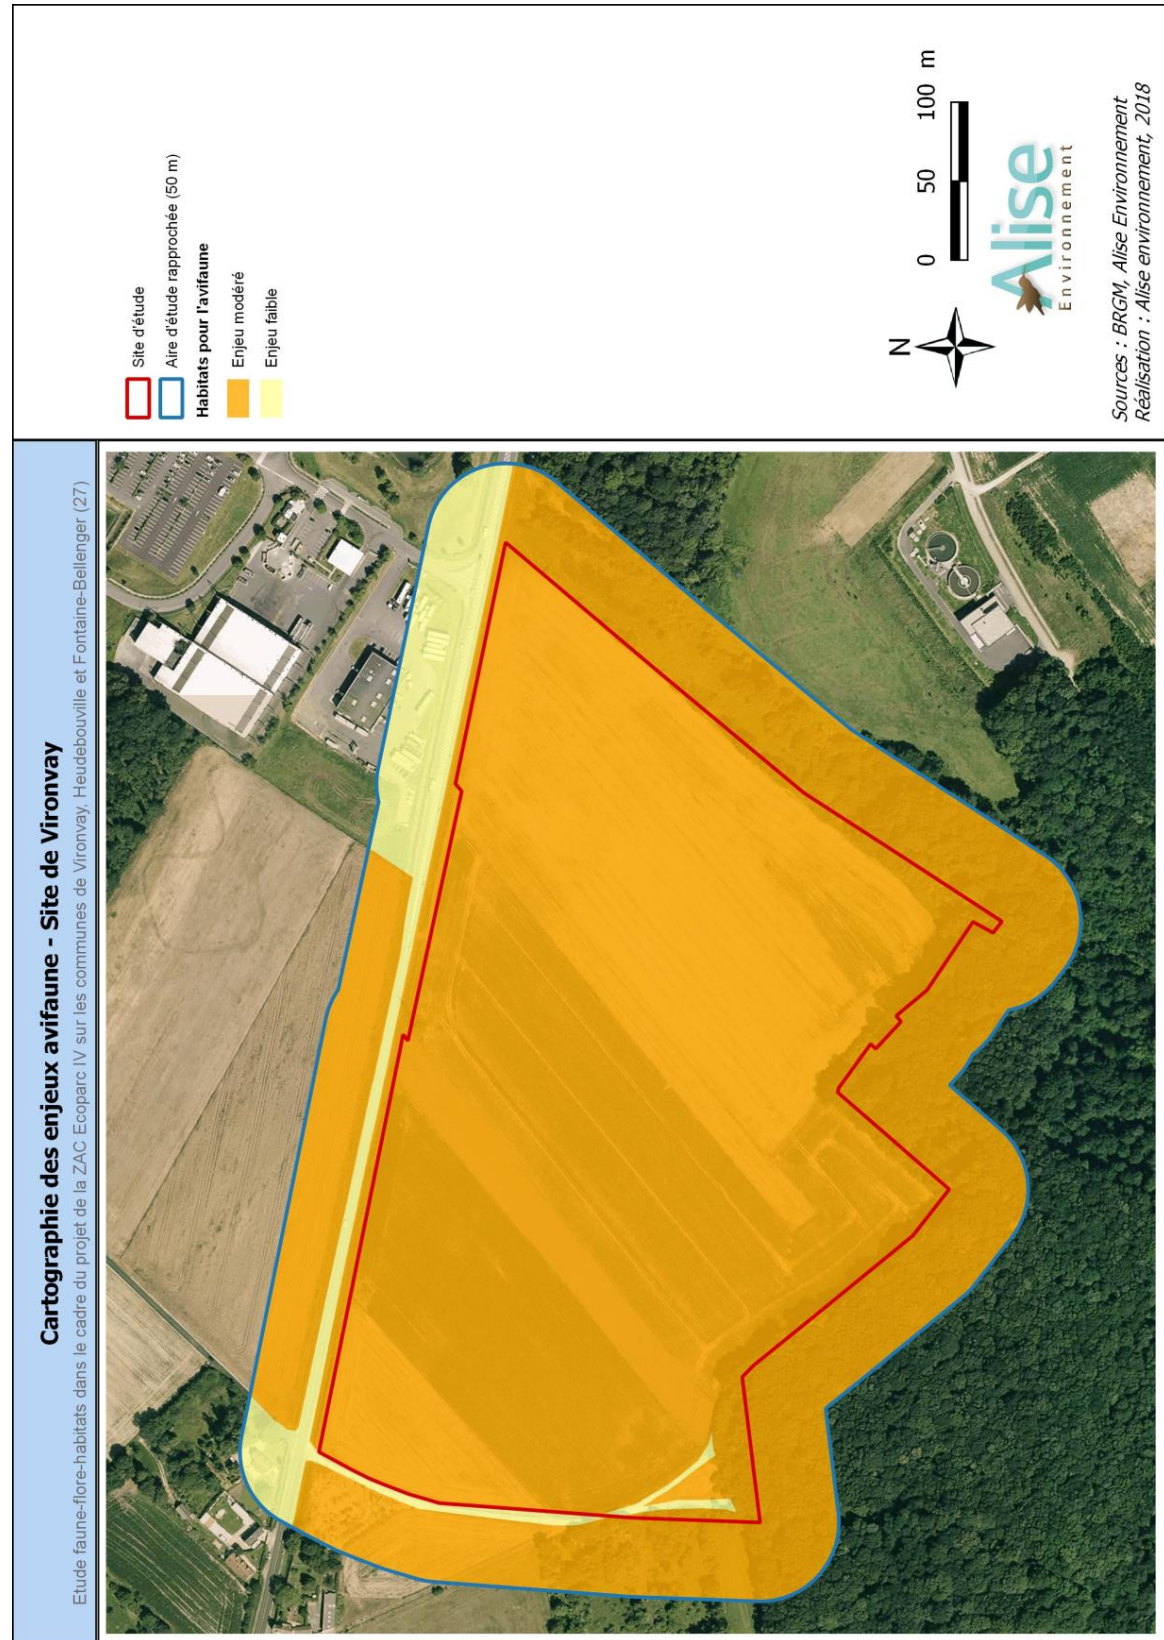 Cartographie des enjeux avifaune - Site de Vironvay
Etude faune-flore-habitats dans le cadre du projet de la ZAC Ecoparc IV sur les communes de Vironvay, Heudebouville et Fontaine-Bellenger (27)
Site d'étude
Aire d'étude rapprochée (50 m)
Habitats pour l'avifaune
Enjeu modéré
Enjeu faible
N
0 50 100 m
Alise
Environnement
Sources : BRGM, Alise Environnement
Réalisation : Alise environnement, 2018